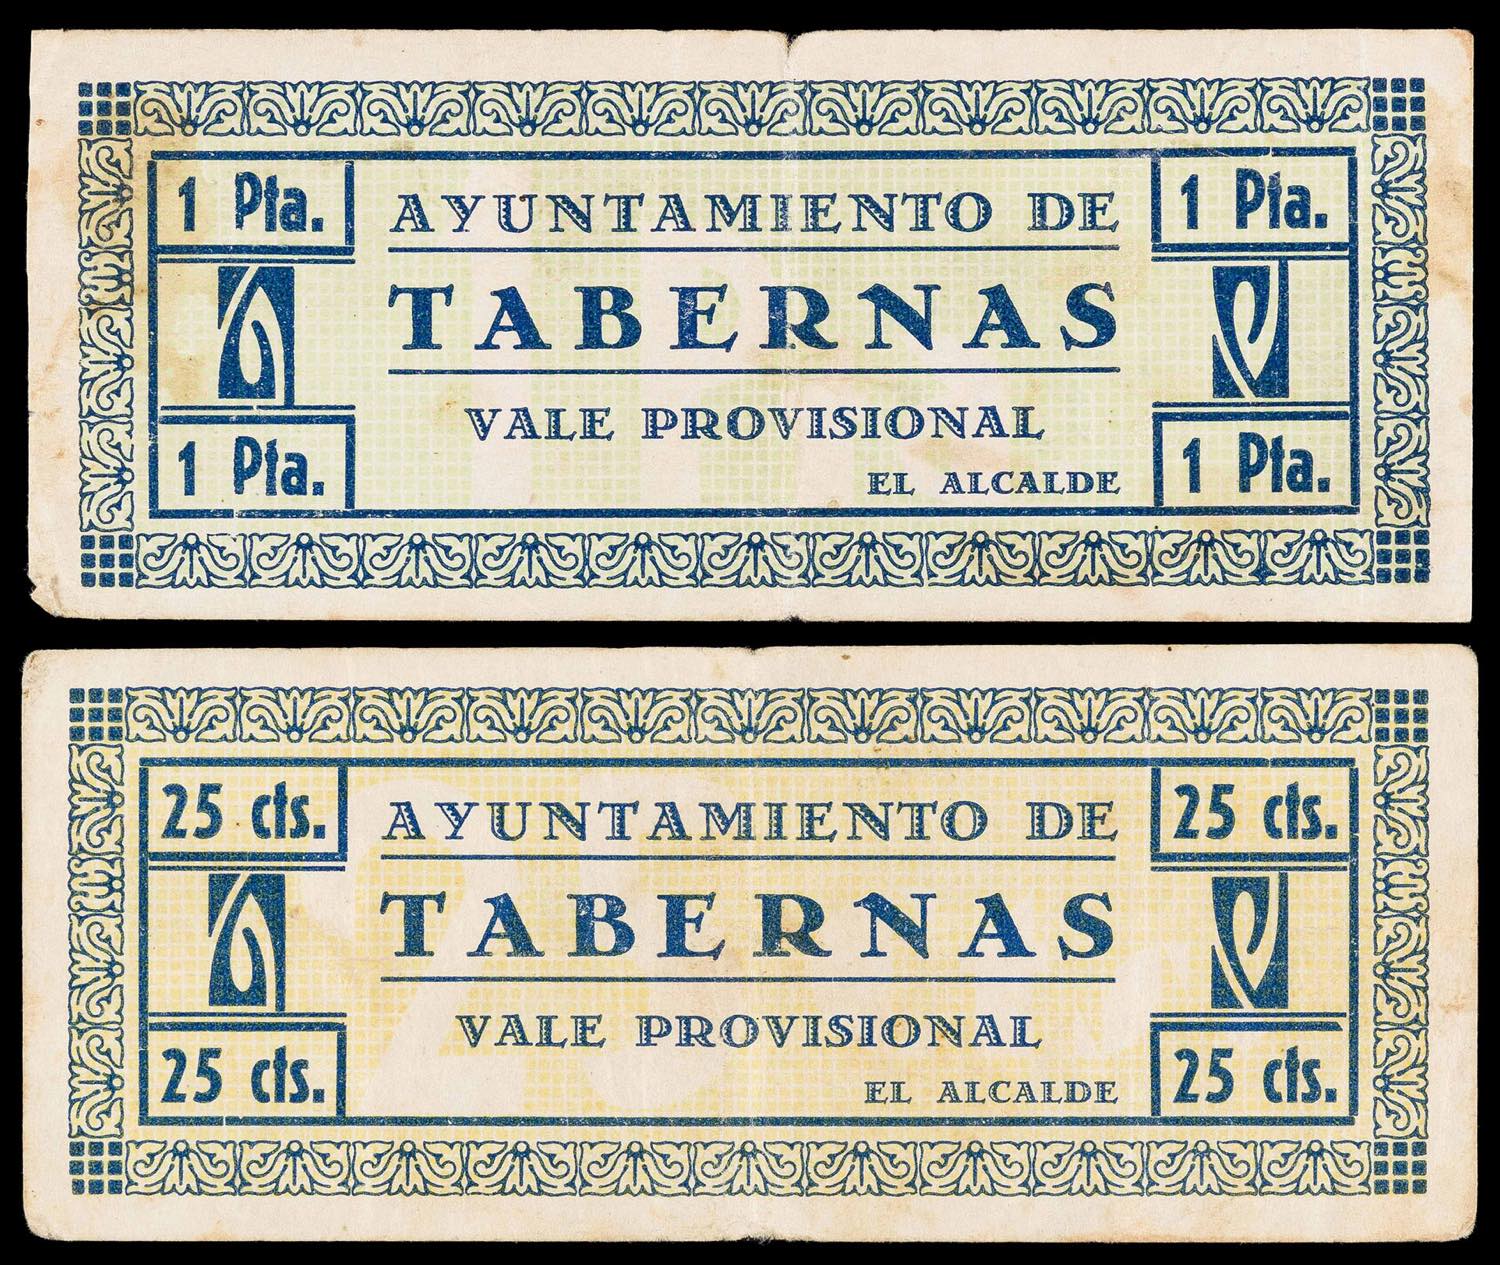 1 Pta.
AYUNTAMIENTO DE
1 Pta.
TABERNAS
VALE PROVISIONAL
1 Pta.
EL ALCALDE
1 Pta.
25 cts.
AYUNTAMIENTO DE
25 cts.
TABERNAS
VALE PROVISIONAL
25 cts.
EL ALCALDE
25 cts.